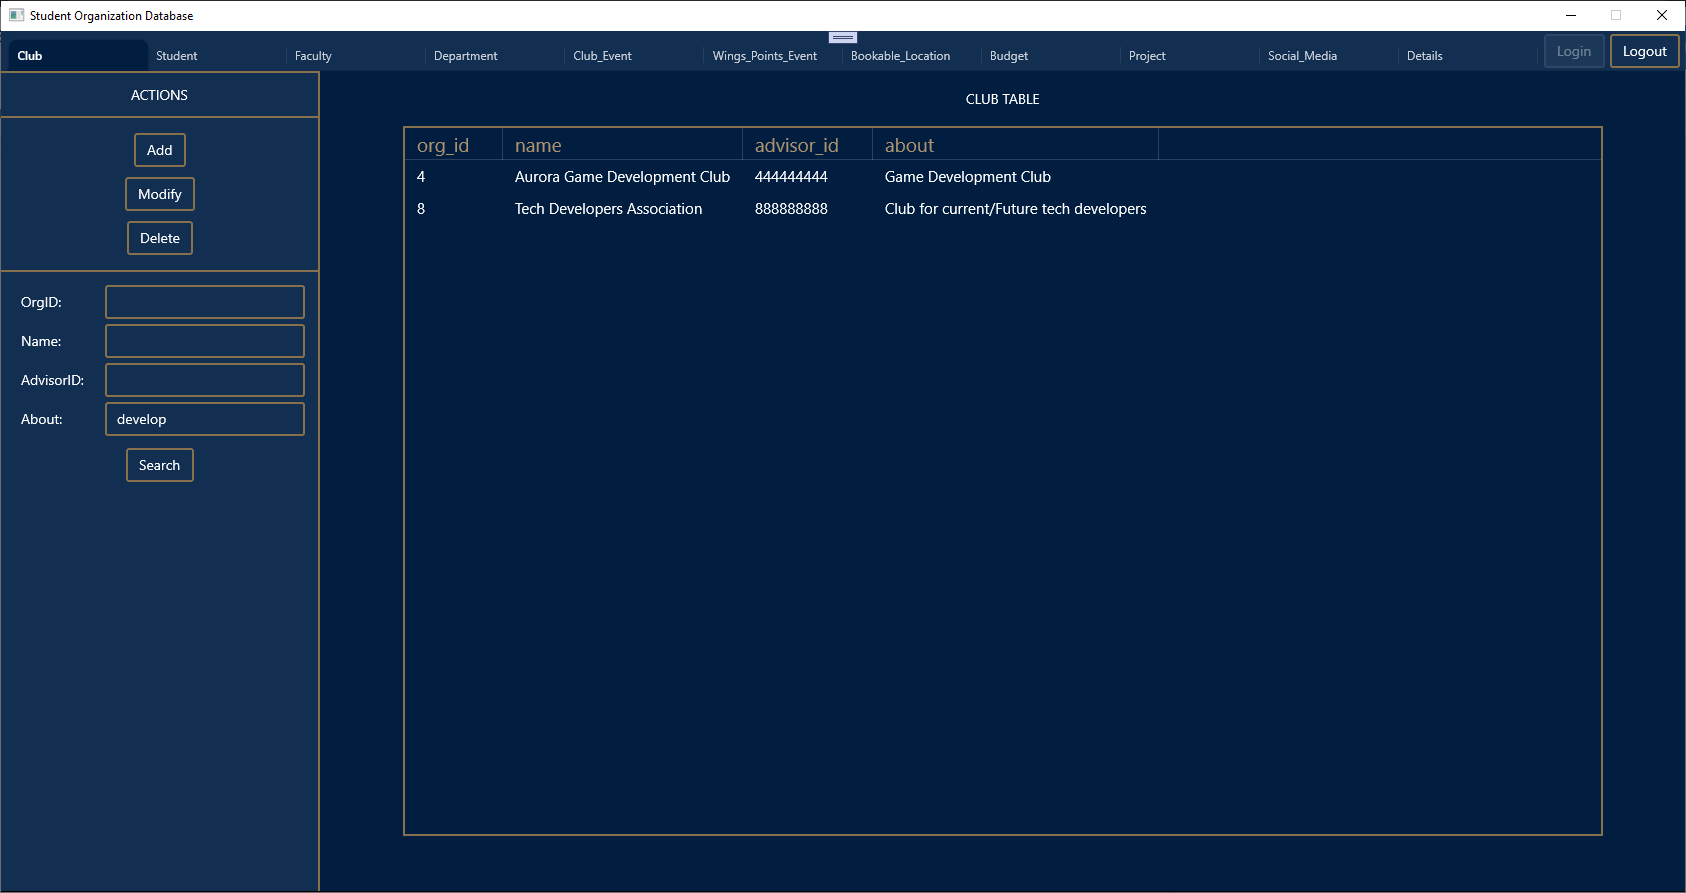 Student Organization Database
Club Student Faculty Department Club_Event Wings_Points_Event Bookable_Location Budget Project Social_Media Details Login Logout
ACTIONS
Add
Modify
Delete
OrgID:
Name:
AdvisorID:
About: develop
Search
CLUB TABLE
org_id name advisor_id about
4 Aurora Game Development Club 444444444 Game Development Club
8 Tech Developers Association 888888888 Club for current/Future tech developers